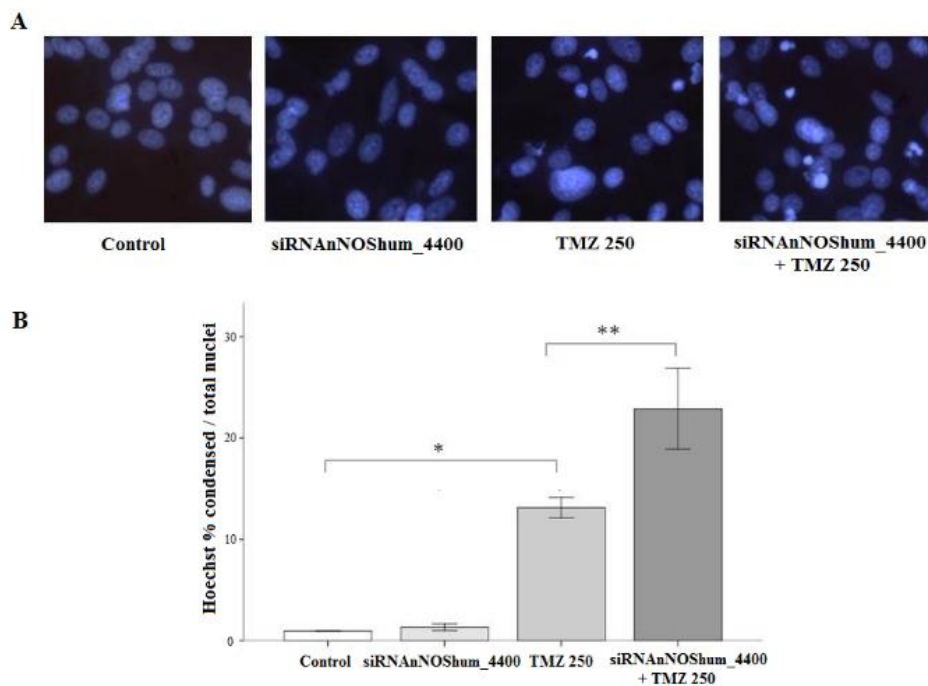 A
Control
siRNAnNOShum_4400
TMZ 250
siRNAnNOShum_4400
+ TMZ 250
B
Hoechst % condensed / total nuclei
30
20
10
0
*
**
Control
siRNAnNOShum_4400
TMZ 250
siRNAnNOShum_4400
+ TMZ 250